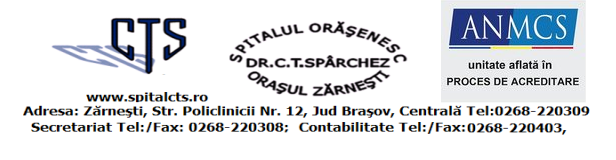 CTS
www.spitalcts.ro
SPITALUL ORĂŞENESC
DR.C.T.SPÂRCHEZ
ORAŞUL ZĂRNEŞTI
ANMCS
unitate aflată în
PROCES DE ACREDITARE
Adresa: Zărneşti, Str. Policlinicii Nr. 12, Jud Braşov, Centrală Tel:0268-220309
Secretariat Tel:/Fax: 0268-220308;  Contabilitate Tel:/Fax:0268-220403,